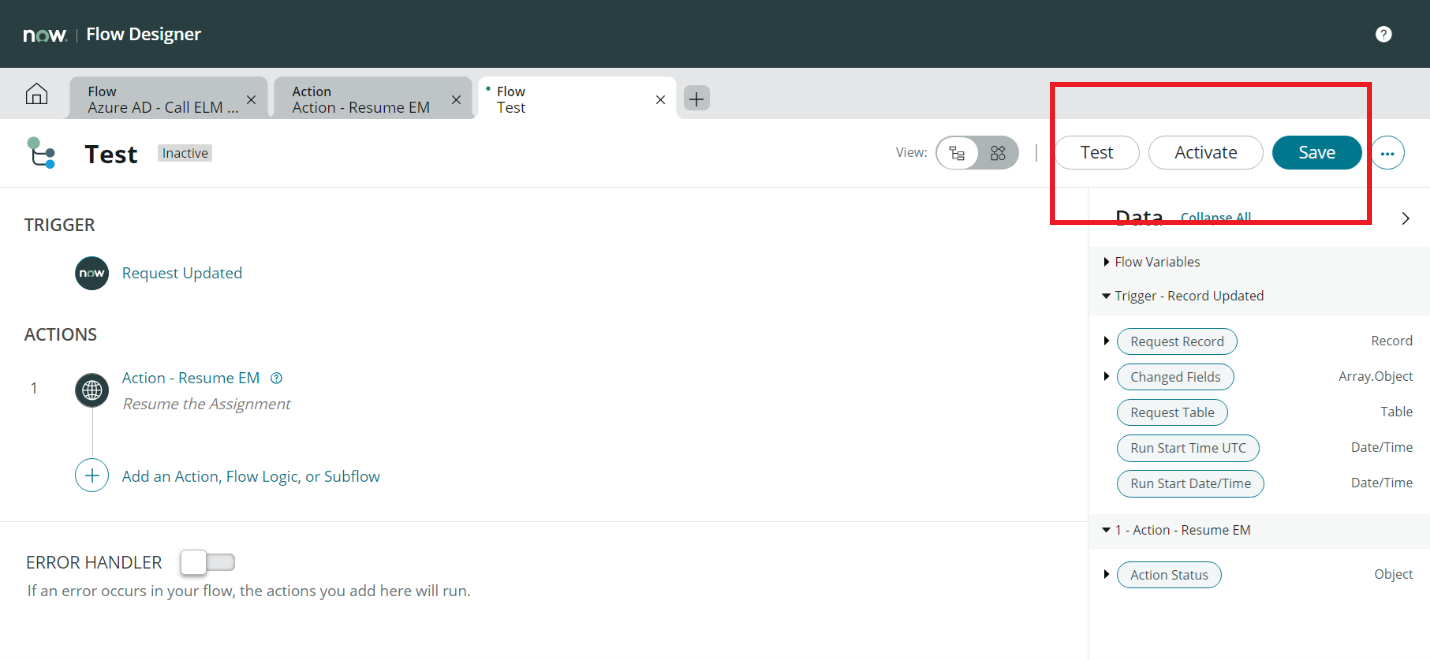 now. | Flow Designer
?
Flow
Azure AD - Call ELM ...
Action
Action - Resume EM
Flow
Test
Test
Inactive
View:
Test
Activate
Save
...
Data
Collapse All
TRIGGER
now
Request Updated
ACTIONS
1
Action - Resume EM
?
Resume the Assignment
Add an Action, Flow Logic, or Subflow
ERROR HANDLER
If an error occurs in your flow, the actions you add here will run.
Flow Variables
Trigger - Record Updated
Request Record Record
Changed Fields Array.Object
Request Table Table
Run Start Time UTC Date/Time
Run Start Date/Time Date/Time
1 - Action - Resume EM
Action Status Object